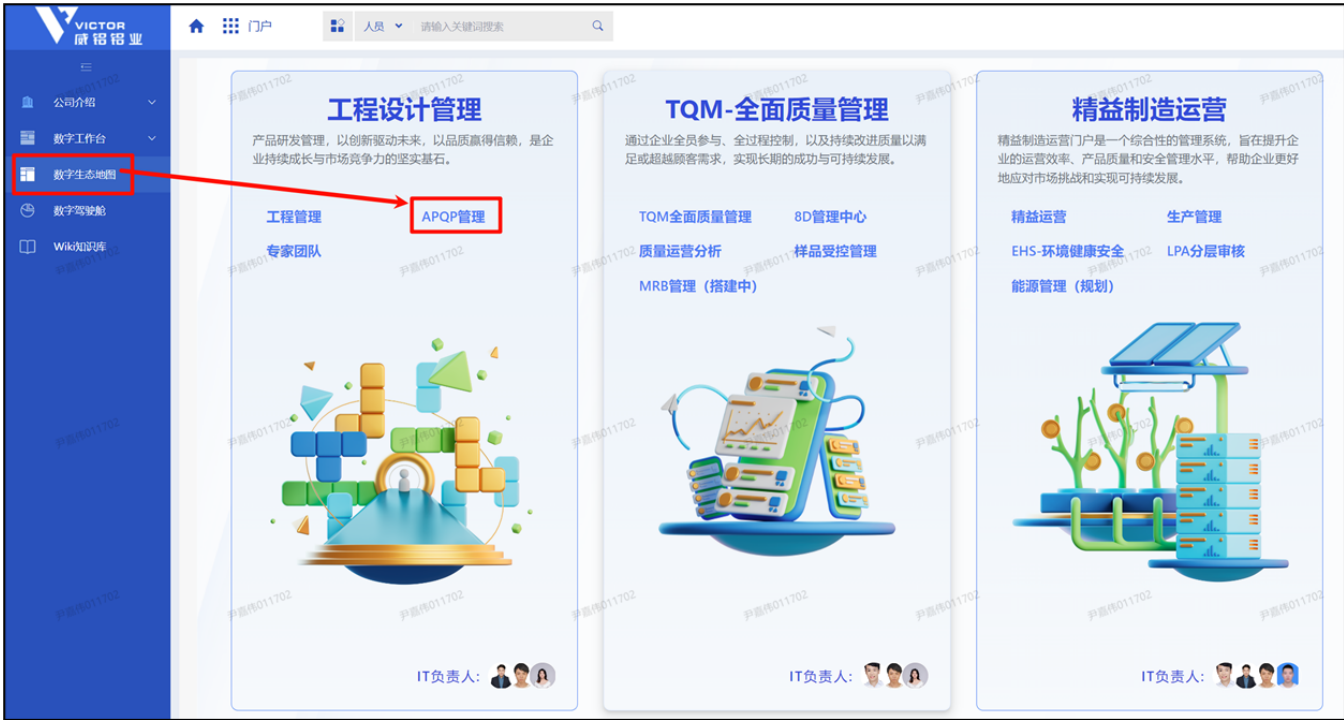 VICTOR
威铝铝业
门户
人员
请输入关键词搜索
公司介绍
数字工作台
数字生态地图
数字驾驶舱
Wiki知识库
工程设计管理
产品研发管理，以创新驱动未来，以品质赢得信赖，是企
业持续成长与市场竞争力的坚实基石。
工程管理
APQP管理
专家团队
IT负责人:
TQM-全面质量管理
通过企业全员参与、全过程控制，以及持续改进质量以满
足或超越顾客需求，实现长期的成功与可持续发展。
TQM全面质量管理
8D管理中心
质量运营分析
样品受控管理
MRB管理（搭建中）
IT负责人:
精益制造运营
精益制造运营门户是一个综合性的管理系统，旨在提升企
业的运营效率、产品质量和安全管理水平，帮助企业更好
地应对市场挑战和实现可持续发展。
精益运营
生产管理
EHS-环境健康安全
LPA分层审核
能源管理（规划）
IT负责人:
尹嘉伟011702